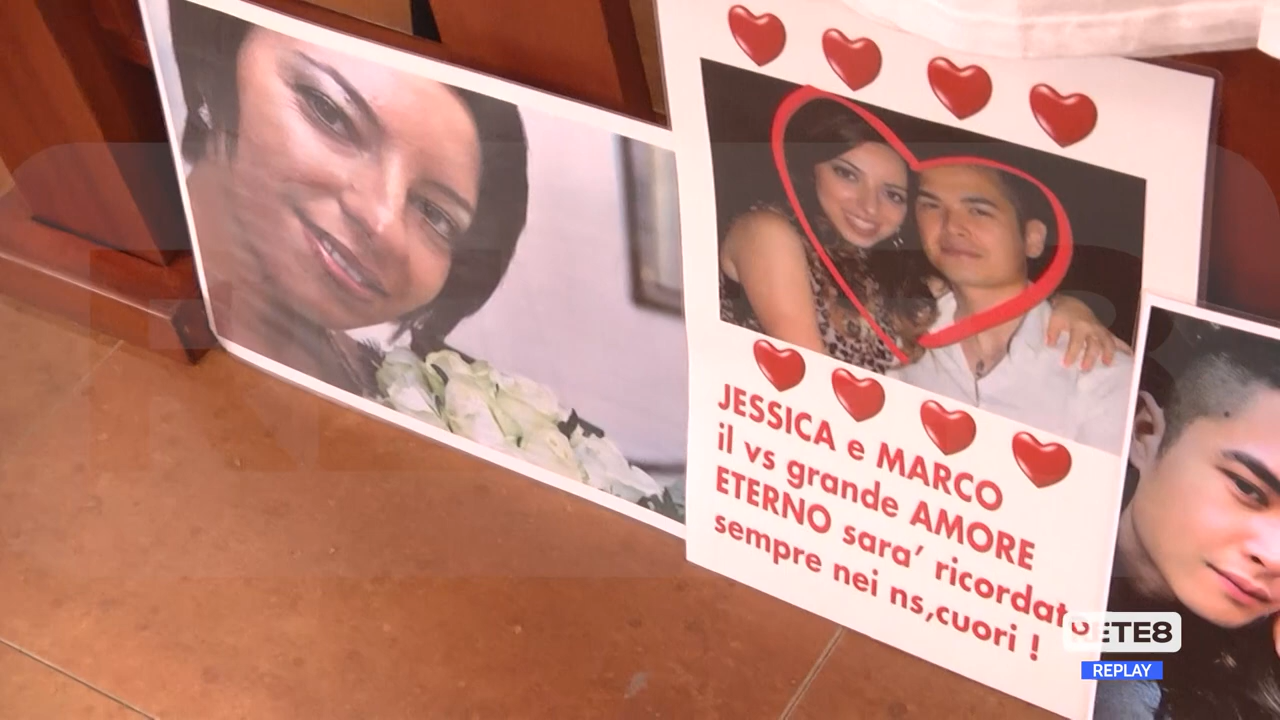 JESSICA e MARCO
il vs grande AMORE
ETERNO sara' ricordato
sempre nei ns,cuori !
RETE8
REPLAY